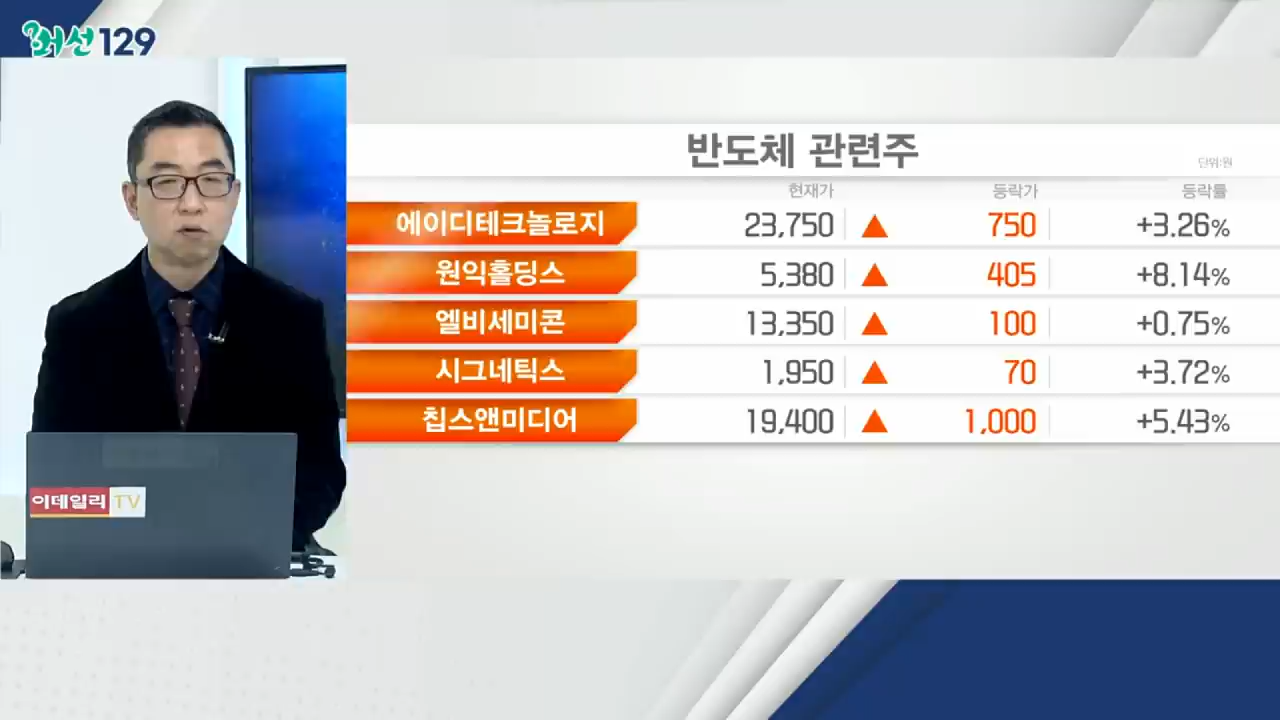 머선129
반도체 관련주
단위:원
현재가 등락가 등락률
에이디테크놀로지 23,750 ▲ 750 +3.26%
원익홀딩스 5,380 ▲ 405 +8.14%
엘비세미콘 13,350 ▲ 100 +0.75%
시그네틱스 1,950 ▲ 70 +3.72%
칩스앤미디어 19,400 ▲ 1,000 +5.43%
이데일리 TV